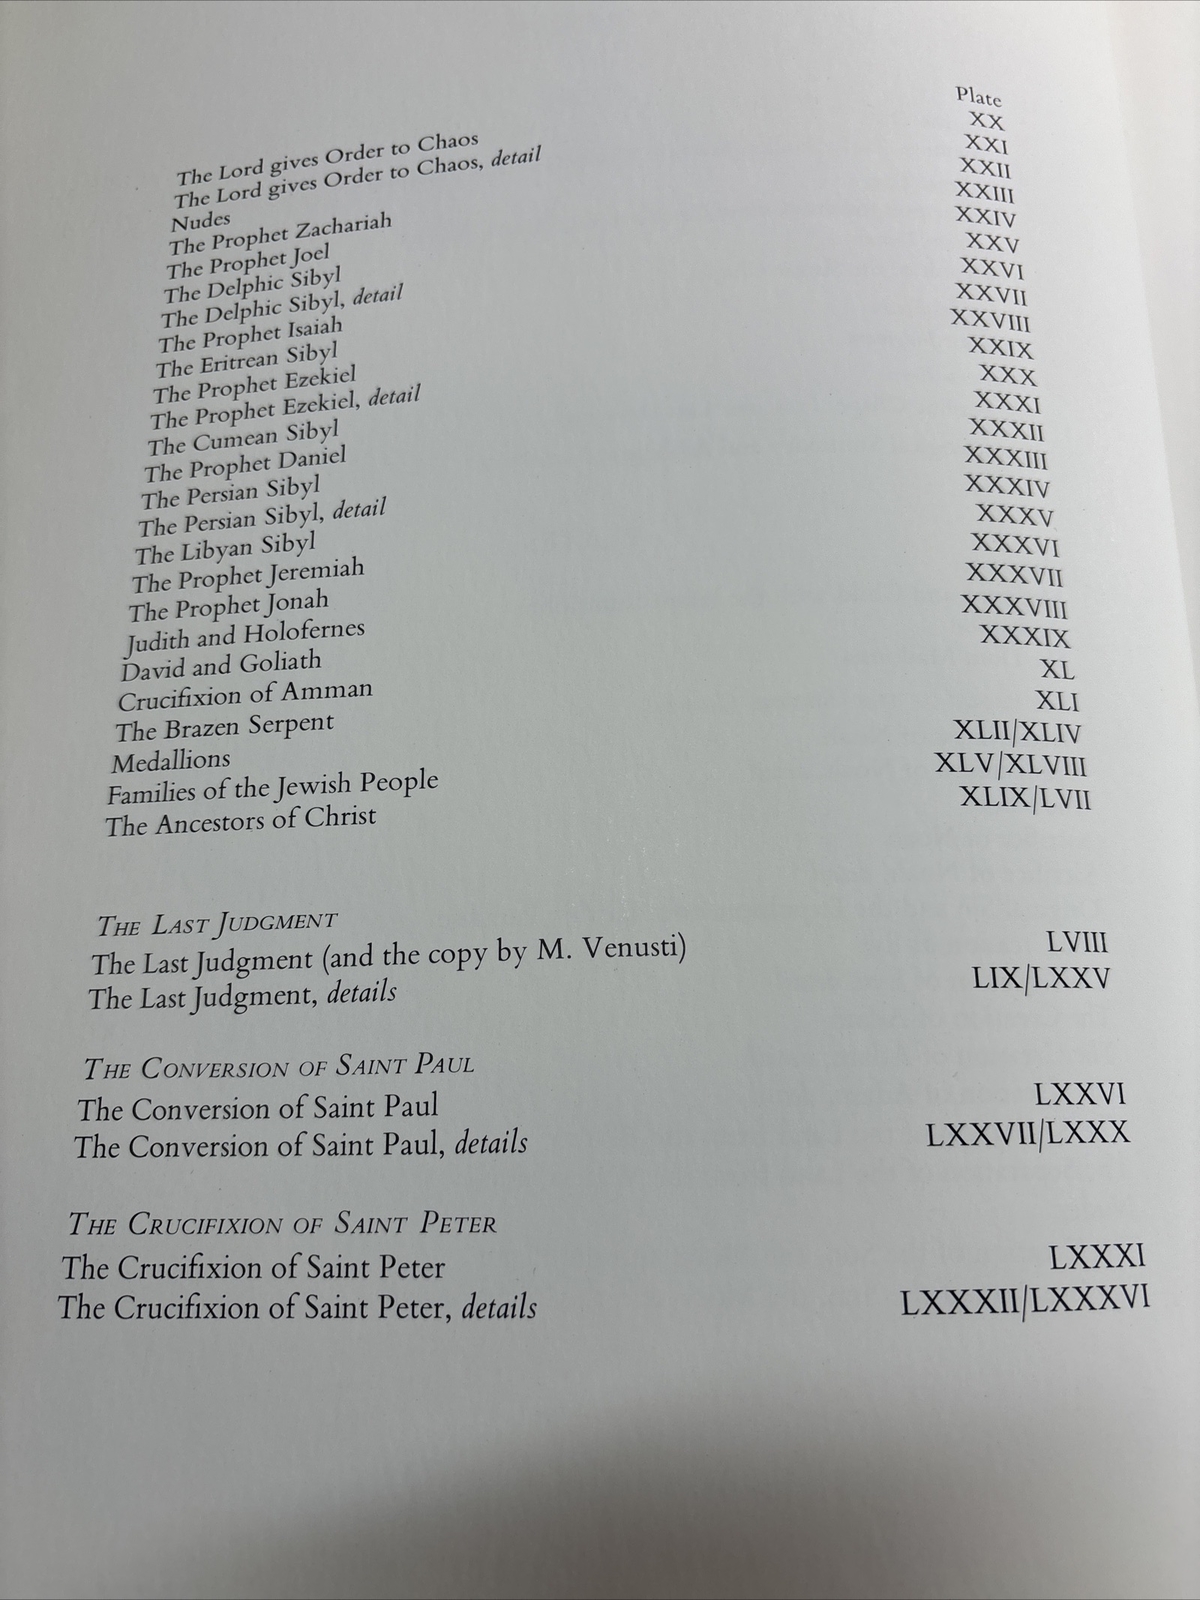 Plate
The Lord gives Order to Chaos XX
The Lord gives Order to Chaos, detail XXI
Nudes XXII
The Prophet Zachariah XXIII
The Prophet Joel XXIV
The Delphic Sibyl XXV
The Delphic Sibyl, detail XXVI
The Prophet Isaiah XXVII
The Eritrean Sibyl XXVIII
The Prophet Ezekiel XXIX
The Prophet Ezekiel, detail XXX
The Cumean Sibyl XXXI
The Prophet Daniel XXXII
The Persian Sibyl XXXIII
The Persian Sibyl, detail XXXIV
The Libyan Sibyl XXXV
The Prophet Jeremiah XXXVI
The Prophet Jonah XXXVII
Judith and Holofernes XXXVIII
David and Goliath XXXIX
Crucifixion of Amman XL
The Brazen Serpent XLI
Medallions XLII/XLIV
Families of the Jewish People XLV/XLVIII
The Ancestors of Christ XLIX/LVII
THE LAST JUDGMENT
The Last Judgment (and the copy by M. Venusti) LVIII
The Last Judgment, details LIX/LXXV
THE CONVERSION OF SAINT PAUL
The Conversion of Saint Paul LXXVI
The Conversion of Saint Paul, details LXXVII/LXXX
THE CRUCIFIXION OF SAINT PETER
The Crucifixion of Saint Peter LXXXI
The Crucifixion of Saint Peter, details LXXXII/LXXXVI